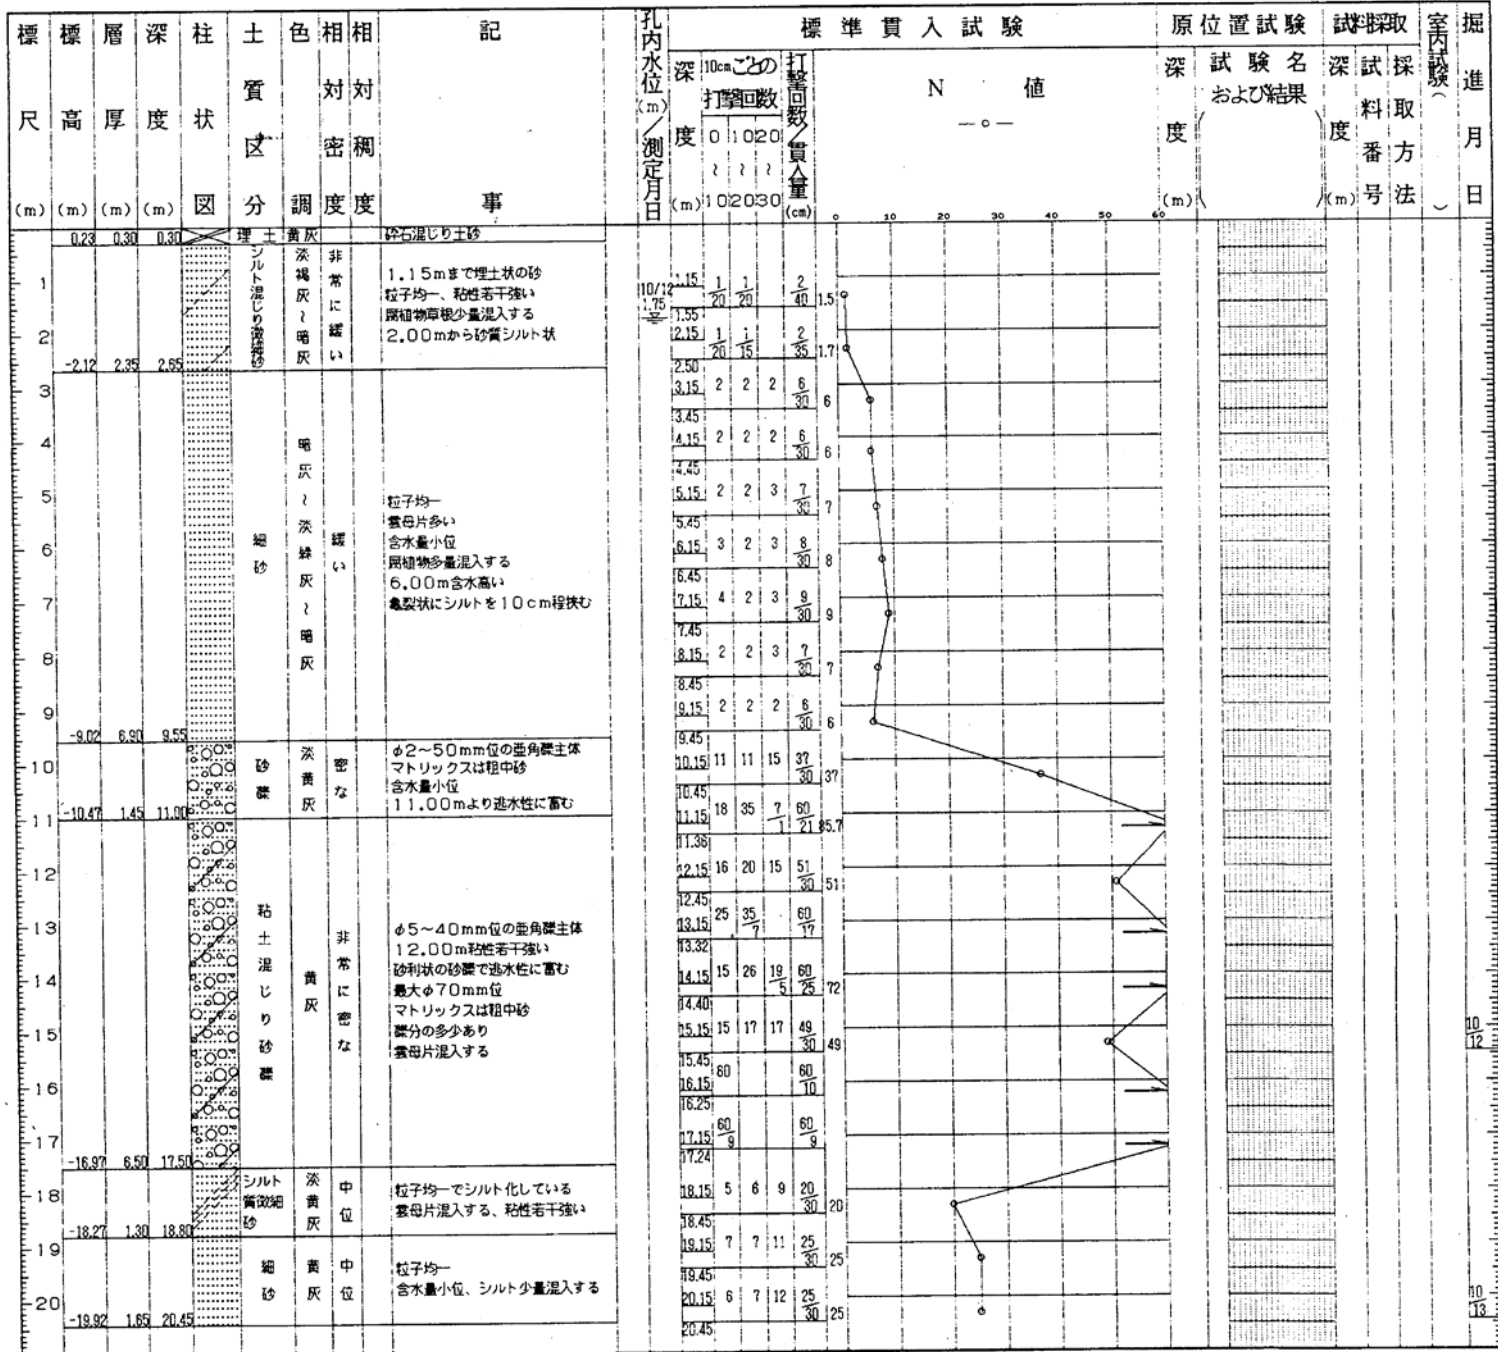 標尺(m)
標高(m)
層厚(m)
深度(m)
柱状図
土質区分
色調
相対密度
相対稠度
記事
孔内水位(m)/測定月日
標準貫入試験
深度(m)
10cmごとの打撃回数
0 10 20
~ ~ ~
10 20 30
打撃回数/貫入量(cm)
N 値
—o—
0 10 20 30 40 50 60
原位置試験
深度(m)
試験名および結果
試料採取
深度(m)
試料番号
採取方法
室内試験()
掘進月日
0.23 0.30 0.30 埋土 黄灰 砕石混じり土砂
-2.12 2.35 2.65 シルト混じり微細砂 淡褐灰~暗灰 非常に緩い
1.15mまで埋土状の砂
粒子均一、粘性若干強い
腐植物草根少量混入する
2.00mから砂質シルト状
-9.02 6.90 9.55 細砂 暗灰~淡緑灰~暗灰 緩い
粒子均一
雲母片多い
含水量小位
腐植物多量混入する
6.00m含水高い
亀裂状にシルトを10cm程挟む
-10.47 1.45 11.00 砂礫 淡黄灰 密な
φ2~50mm位の亜角礫主体
マトリックスは粗中砂
含水量小位
11.00mより逃水性に富む
-16.97 6.50 17.50 粘土混じり砂礫 黄灰 非常に密な
φ5~40mm位の亜角礫主体
12.00m粘性若干強い
砂利状の砂礫で逃水性に富む
最大φ70mm位
マトリックスは粗中砂
礫分の多少あり
雲母片混入する
-18.27 1.30 18.80 シルト質微細砂 淡黄灰 中位
粒子均一でシルト化している
雲母片混入する、粘性若干強い
-19.92 1.65 20.45 細砂 黄灰 中位
粒子均一
含水量小位、シルト少量混入する
1
2
3
4
5
6
7
8
9
10
11
12
13
14
15
16
17
18
19
20
10/12
1.75
1.15 1/20 1/20 2/40 1.5
1.55
2.15 1/20 1/15 2/35 1.7
2.50
3.15 2 2 2 6/30 6
3.45
4.15 2 2 2 6/30 6
4.45
5.15 2 2 3 7/30 7
5.45
6.15 3 2 3 8/30 8
6.45
7.15 4 2 3 9/30 9
7.45
8.15 2 2 3 7/30 7
8.45
9.15 2 2 2 6/30 6
9.45
10.15 11 11 15 37/30 37
10.45
11.15 18 35 7/1 60/21 85.7
11.36
12.15 16 20 15 51/30 51
12.45
13.15 25 35/7 60/17
13.32
14.15 15 26 19/5 60/25 72
14.40
15.15 15 17 17 49/30 49
15.45
16.15 60 60/10
16.25
17.15 60/9 60/9
17.24
18.15 5 6 9 20/30 20
18.45
19.15 7 7 11 25/30 25
19.45
20.15 6 7 12 25/30 25
20.45
10/12
10/13